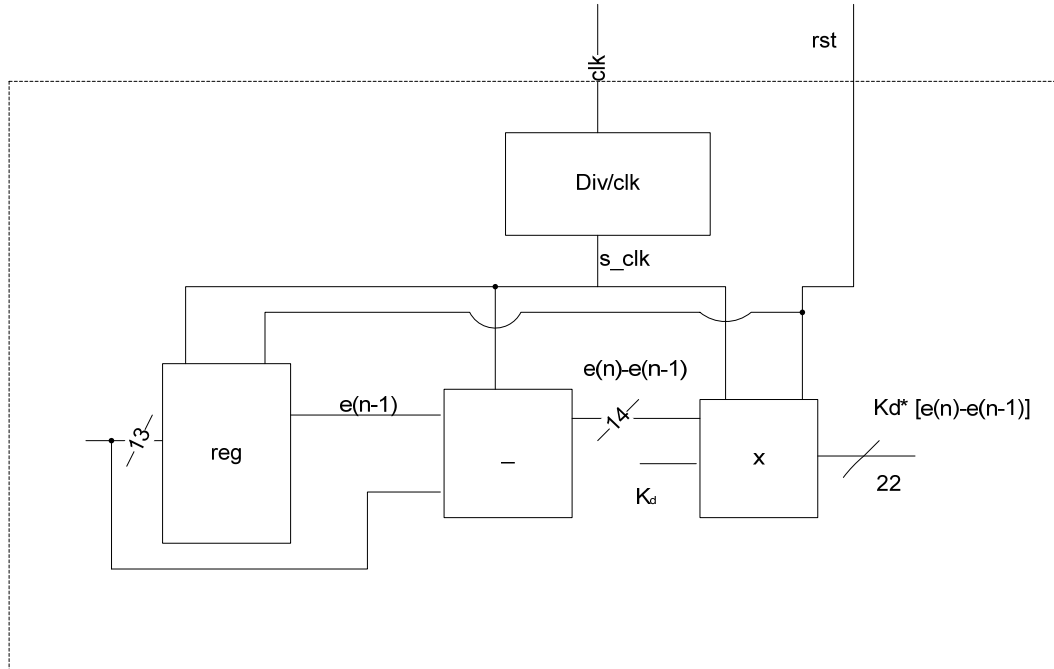 rst
clk
Div/clk
s_clk
e(n)-e(n-1)
e(n-1)
Kd* [e(n)-e(n-1)]
13
14
reg
_
x
22
Kd